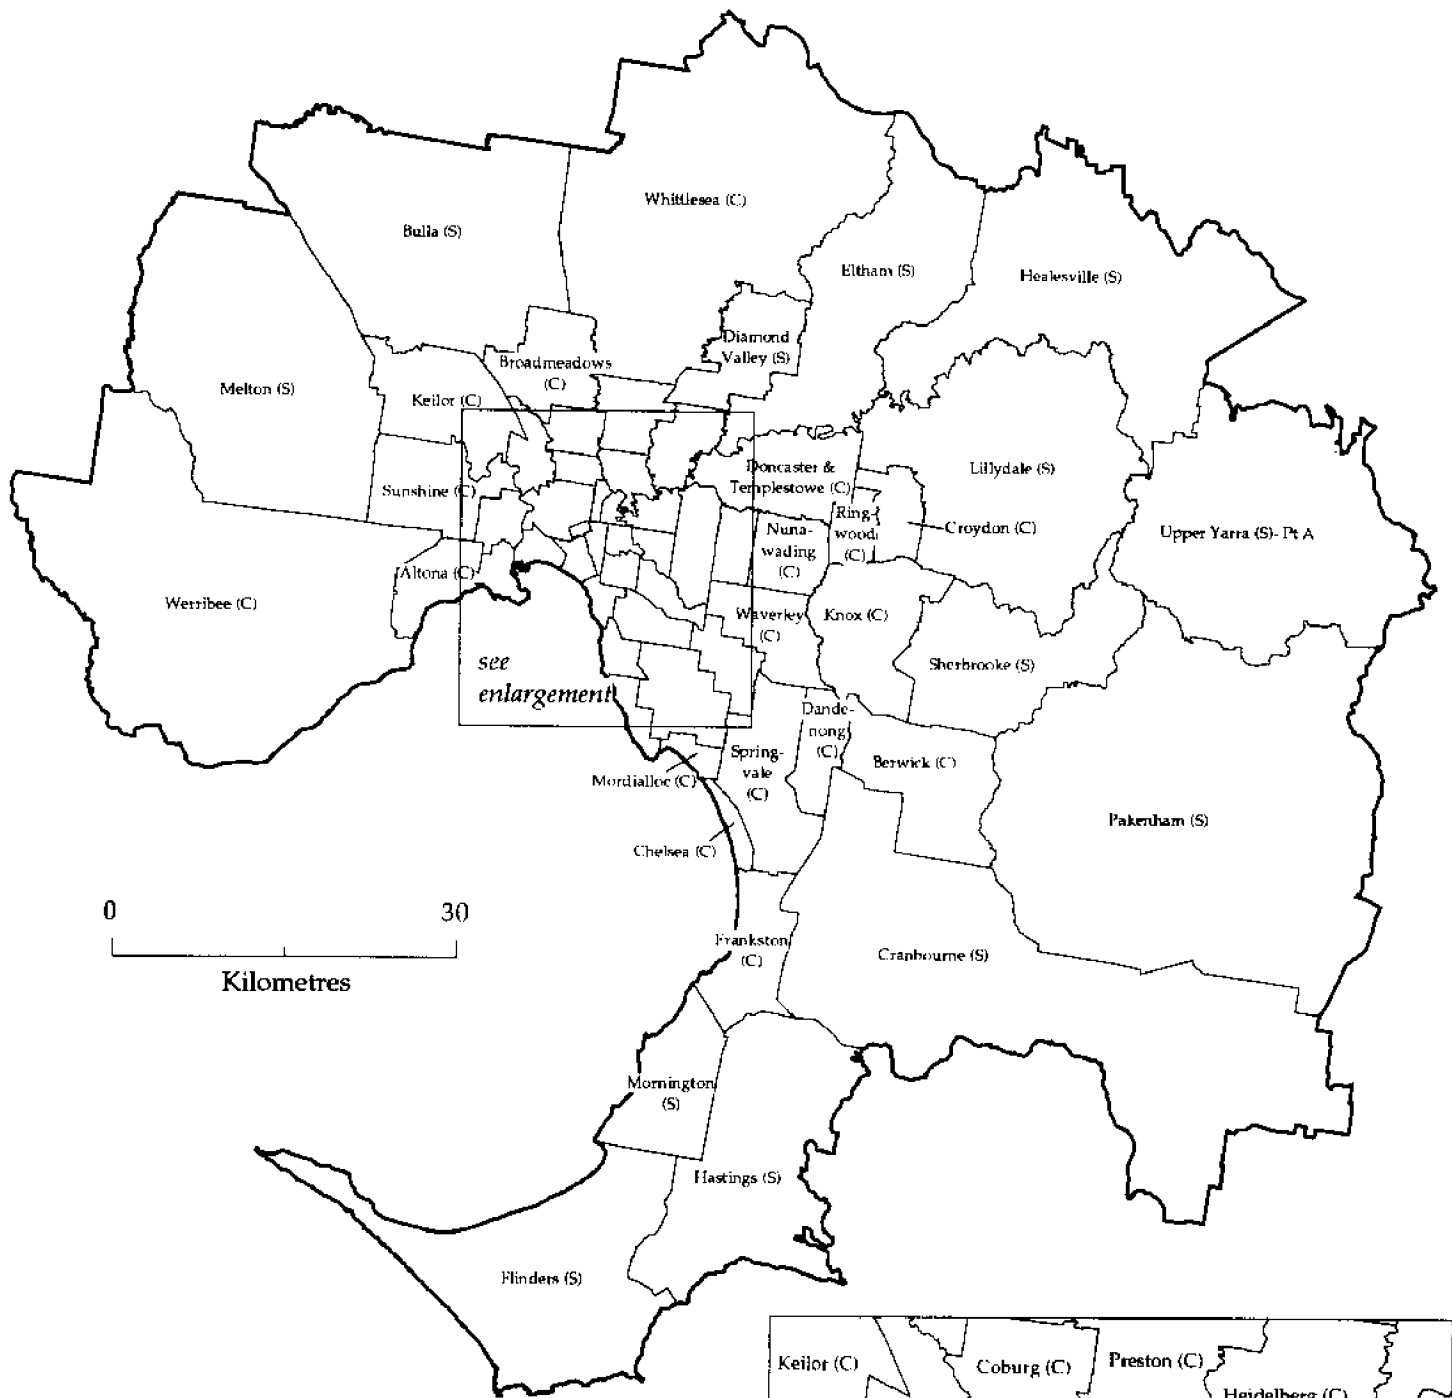 Whittlesea (C)
Bulla (S)
Eltham (S)
Healesville (S)
Diamond
Valley (S)
Broadmeadows
(C)
Melton (S)
Keilor (C)
Doncaster &
Templestowe (C)
Lillydale (S)
Sunshine (C)
Ring-
wood
(C)
Croydon (C)
Nuna-
wading
(C)
Upper Yarra (S)- Pt A
Altona (C)
Werribee (C)
Waverley
(C)
Knox (C)
see
enlargement
Sherbrooke (S)
Dande-
nong
(C)
Spring-
vale
(C)
Berwick (C)
Mordialloc (C)
Pakenham (S)
Chelsea (C)
0 30
Kilometres
Frankston
(C)
Cranbourne (S)
Mornington
(S)
Hastings (S)
Flinders (S)
Keilor (C)
Coburg (C)
Preston (C)
Heidelberg (C)